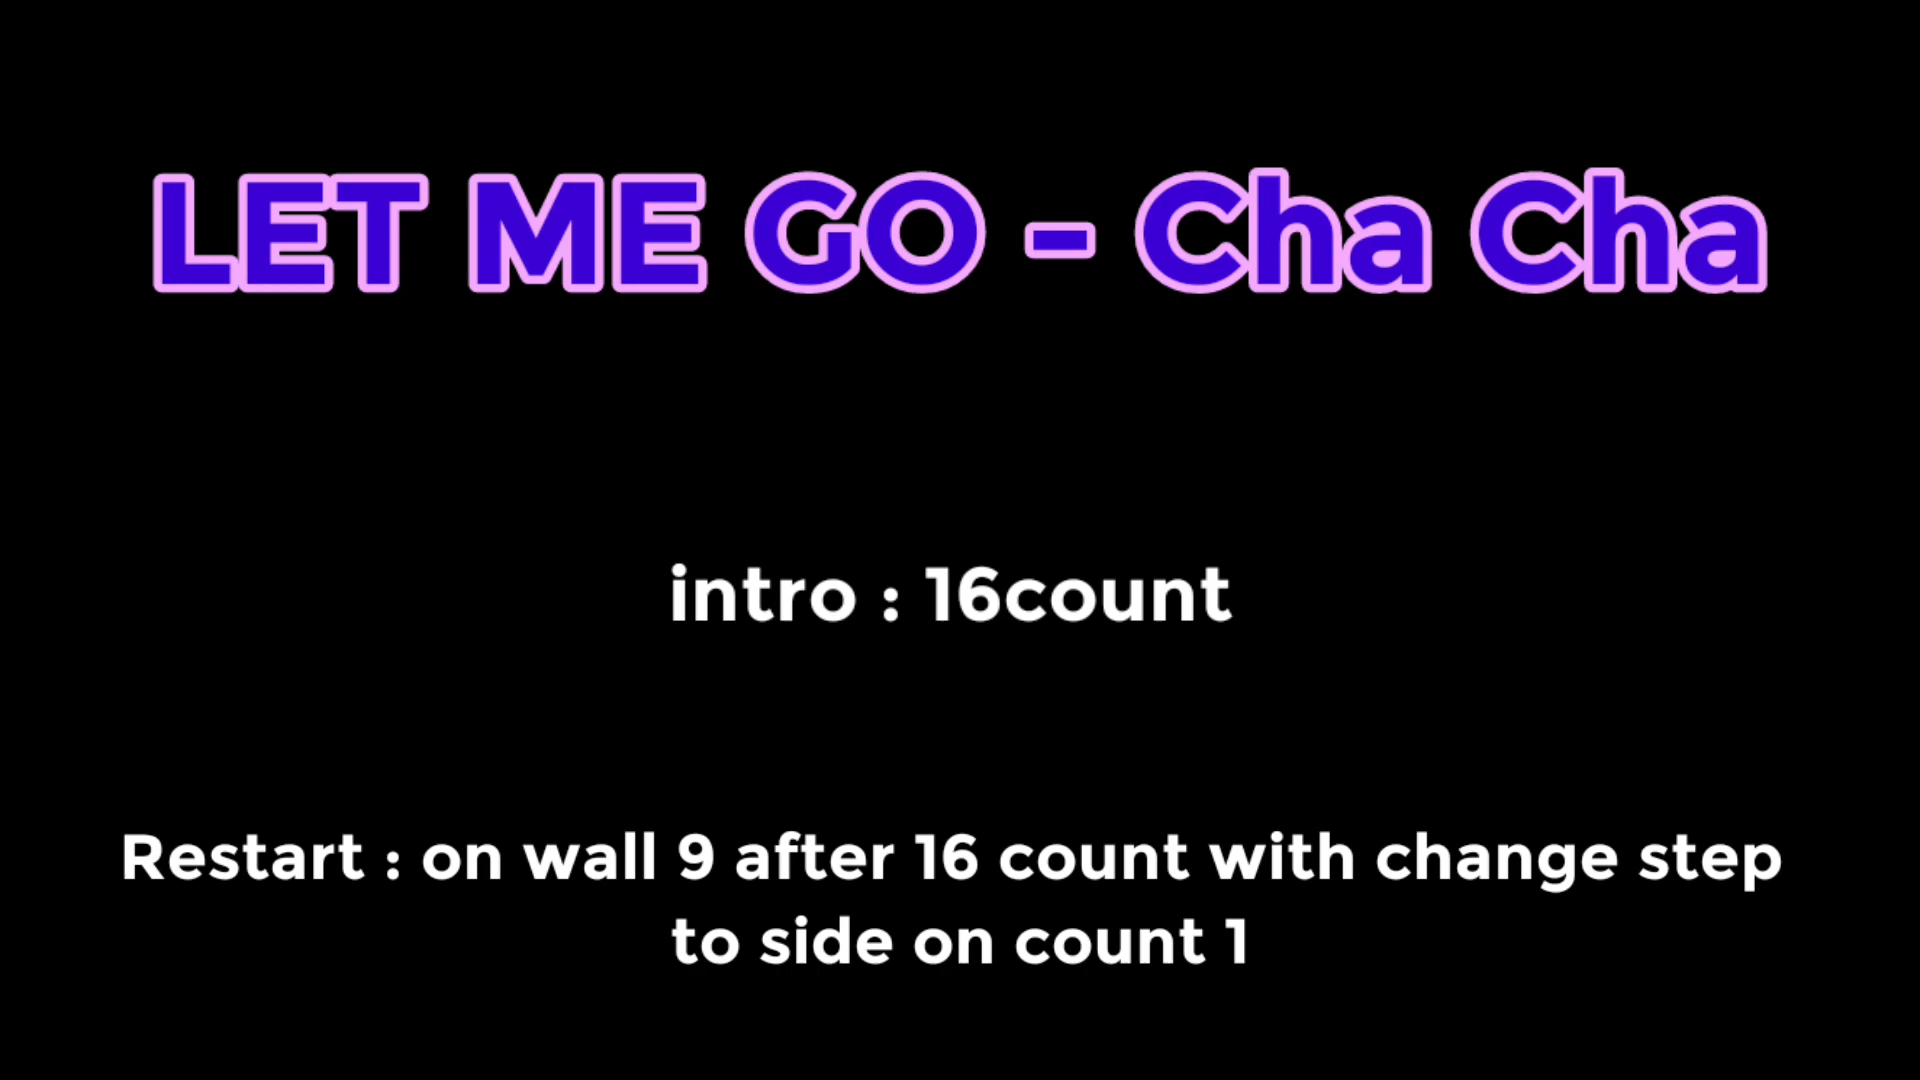 LET ME GO - Cha Cha
intro : 16count
Restart : on wall 9 after 16 count with change step
to side on count 1